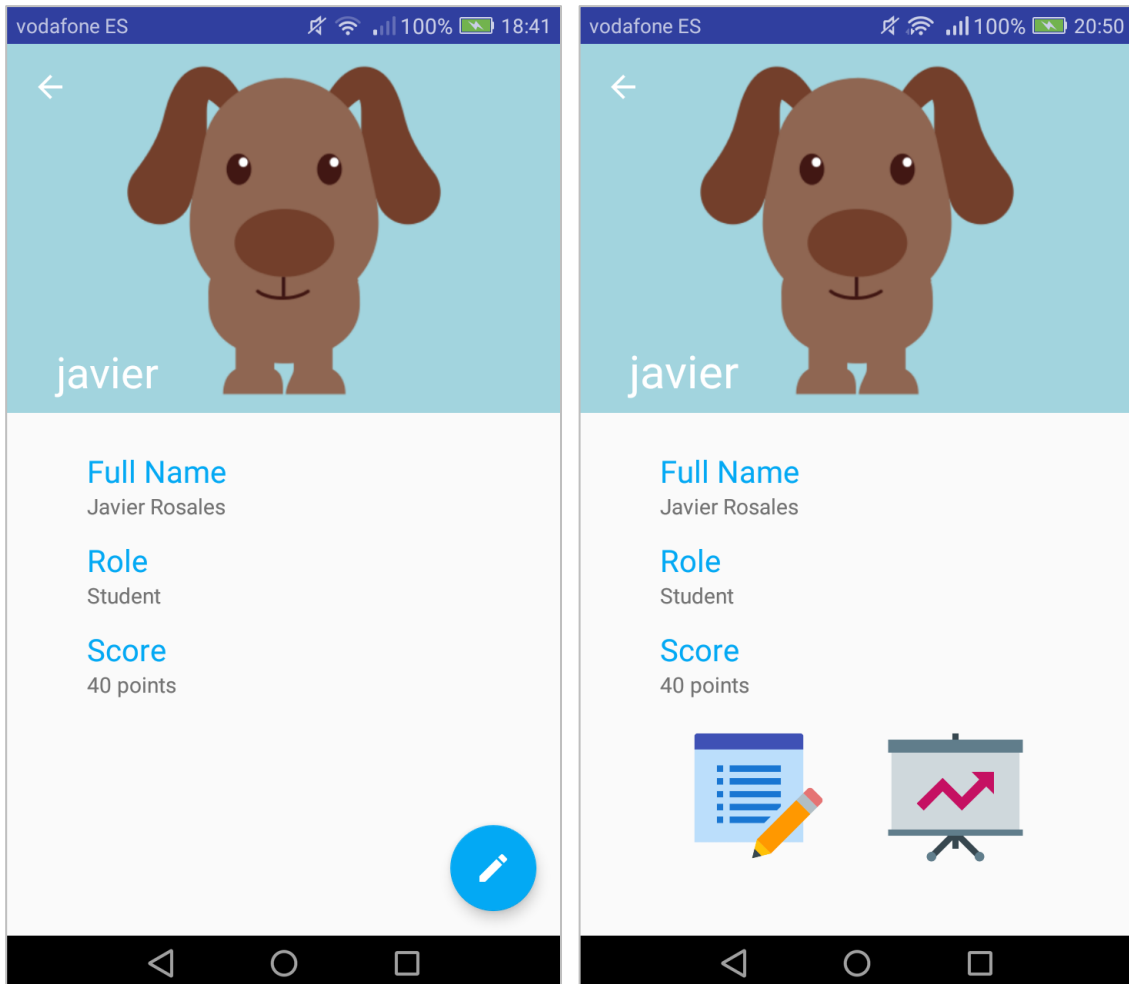 vodafone ES 100% 18:41
javier
Full Name
Javier Rosales
Role
Student
Score
40 points
vodafone ES 100% 20:50
javier
Full Name
Javier Rosales
Role
Student
Score
40 points